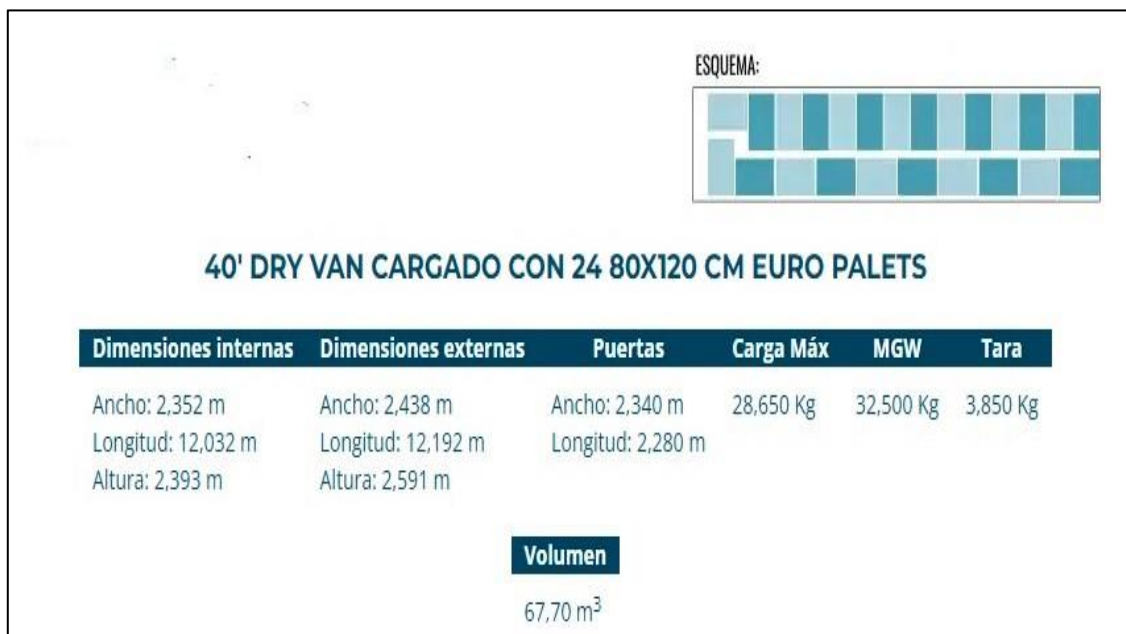 ESQUEMA:
40' DRY VAN CARGADO CON 24 80X120 CM EURO PALETS
Dimensiones internas Dimensiones externas Puertas Carga Máx MGW Tara
Ancho: 2,352 m Ancho: 2,438 m Ancho: 2,340 m 28,650 Kg 32,500 Kg 3,850 Kg
Longitud: 12,032 m Longitud: 12,192 m Longitud: 2,280 m
Altura: 2,393 m Altura: 2,591 m
Volumen
67,70 m³